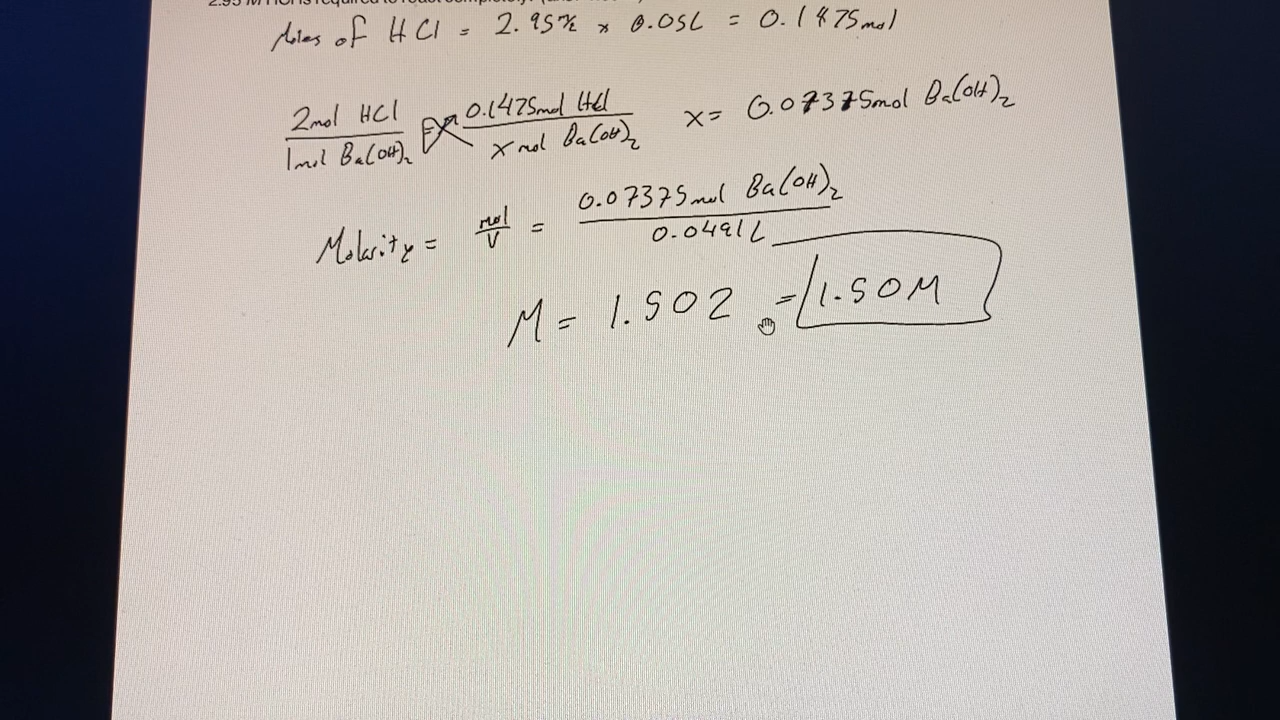 Moles of HCl = 2.95 M/L x 0.05L = 0.1475mol
2mol HCl / 1mol Ba(OH)2 = 0.1475mol HCl / x mol Ba(OH)2 x = 0.07375mol Ba(OH)2
Molarity = mol/V = 0.07375mol Ba(OH)2 / 0.0491L
M = 1.502 = 1.50M